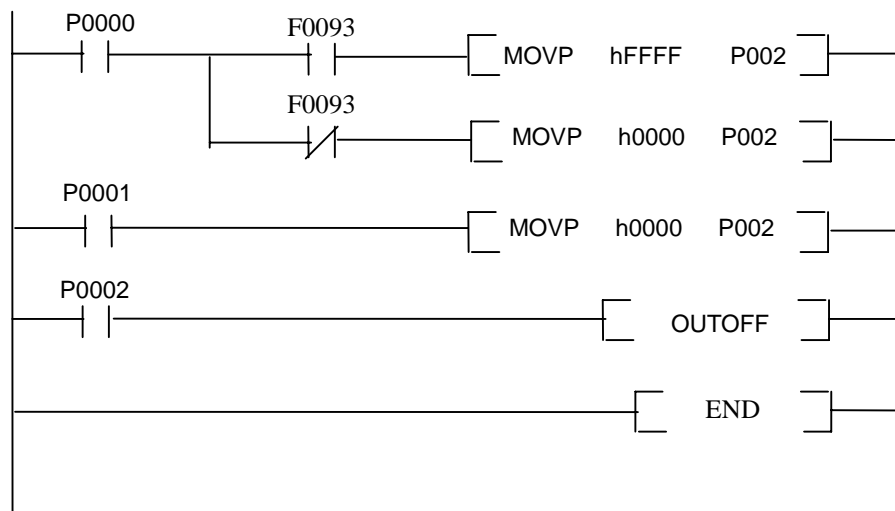 P0000 F0093
MOVP hFFFF P002
F0093
MOVP h0000 P002
P0001
MOVP h0000 P002
P0002
OUTOFF
END